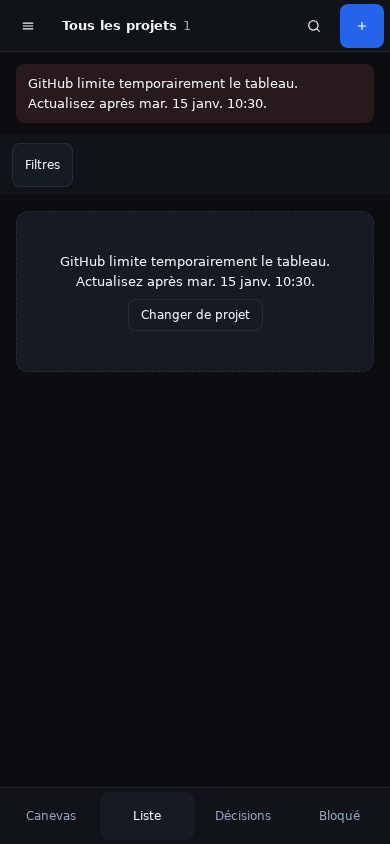 Tous les projets 1
GitHub limite temporairement le tableau.
Actualisez après mar. 15 janv. 10:30.
Filtres
GitHub limite temporairement le tableau.
Actualisez après mar. 15 janv. 10:30.
Changer de projet
Canevas Liste Décisions Bloqué